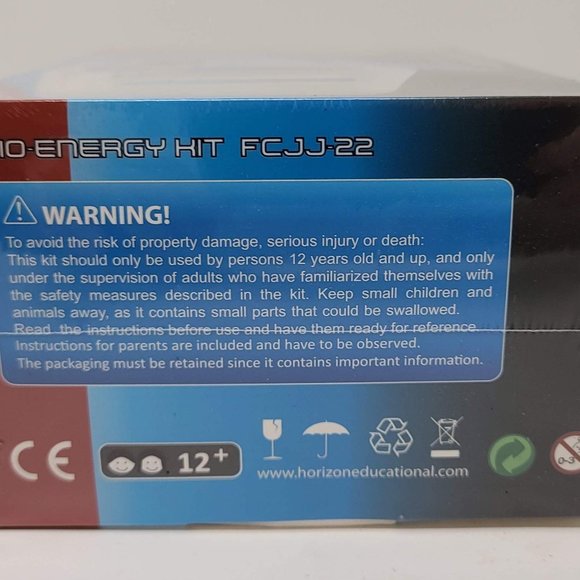 IO-ENERGY KIT FCJJ-22
WARNING!
To avoid the risk of property damage, serious injury or death:
This kit should only be used by persons 12 years old and up, and only
under the supervision of adults who have familiarized themselves with
the safety measures described in the kit. Keep small children and
animals away, as it contains small parts that could be swallowed.
Read the instructions before use and have them ready for reference.
Instructions for parents are included and have to be observed.
The packaging must be retained since it contains important information.
CE
12+
www.horizoneducational.com
0-3